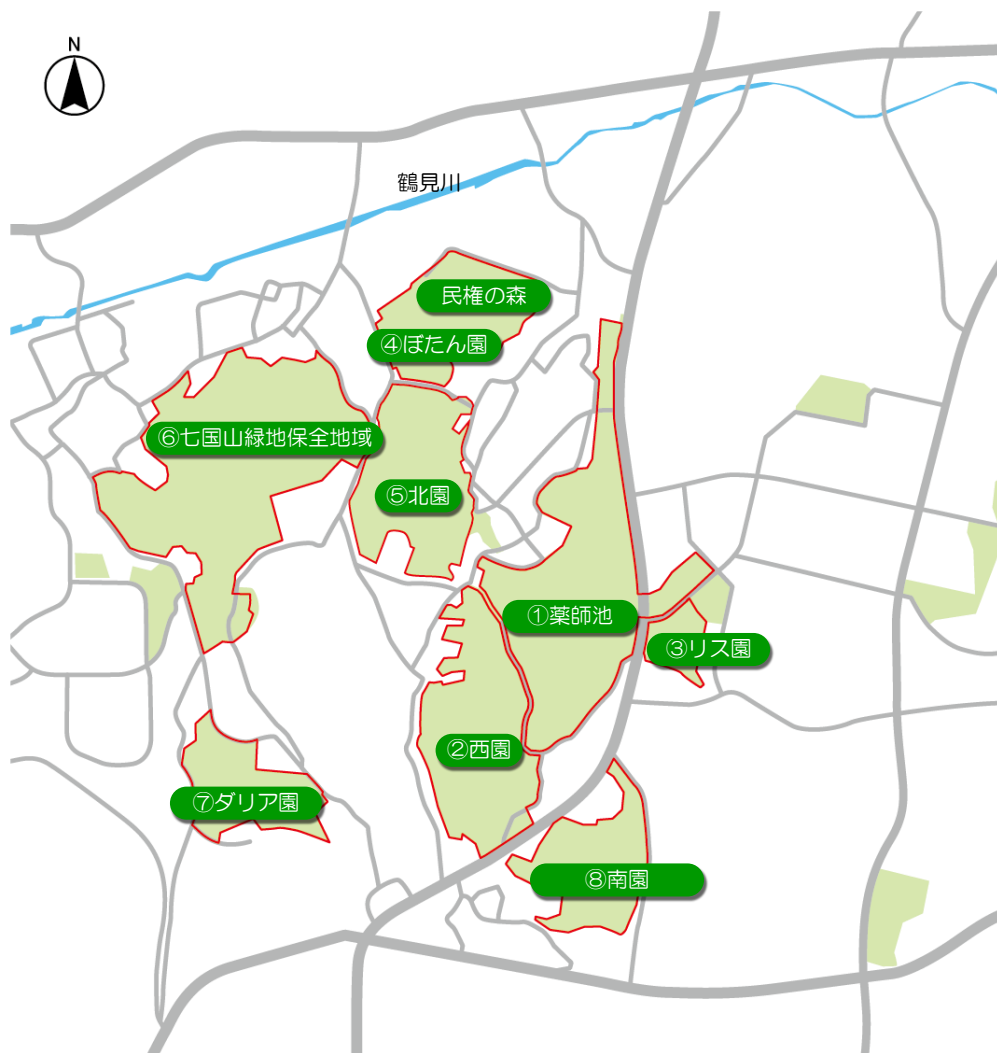 N
鶴見川
民権の森
④ぼたん園
⑥七国山緑地保全地域
⑤北園
①薬師池
③リス園
②西園
⑦ダリア園
⑧南園